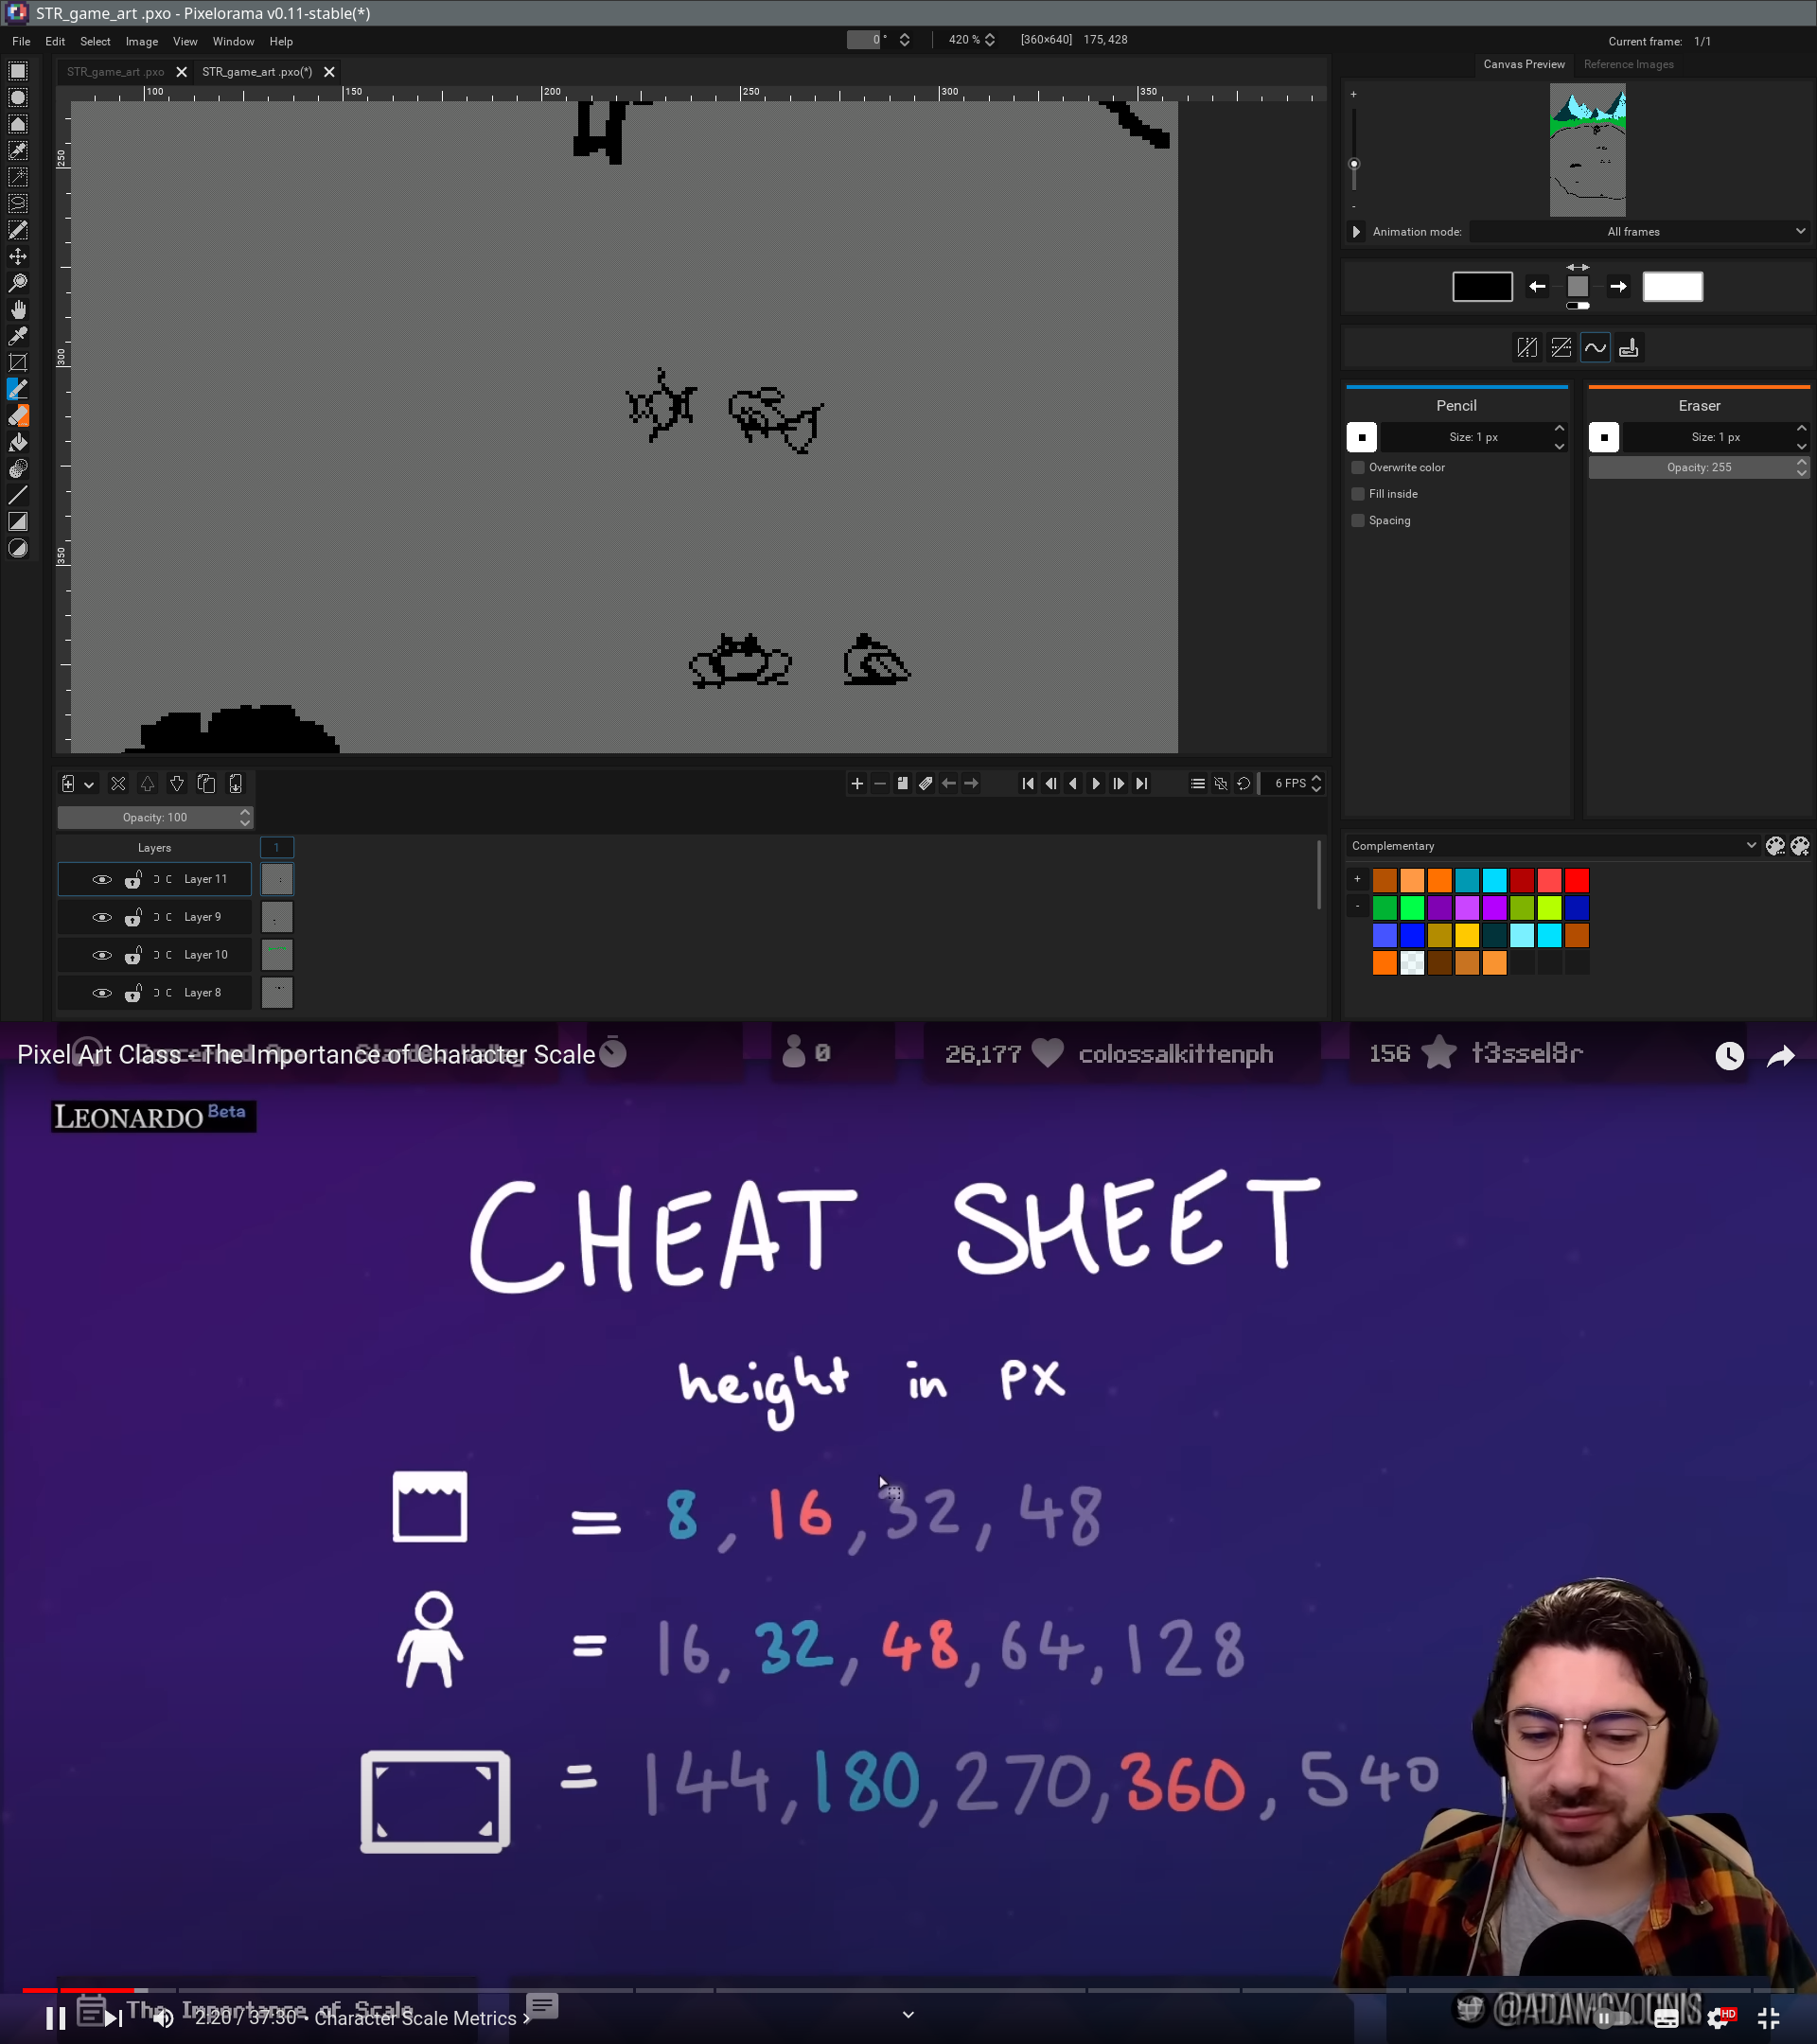 STR_game_art .pxo - Pixelorama v0.11-stable(*)
File Edit Select Image View Window Help
0 °
420 %
[360×640] 175, 428
Current frame: 1/1
STR_game_art .pxo
STR_game_art .pxo(*)
Canvas Preview
Reference Images
100 150 200 250 300 350
250
300
350
+
-
Animation mode:
All frames
Pencil
Size: 1 px
Overwrite color
Fill inside
Spacing
Eraser
Size: 1 px
Opacity: 255
6 FPS
Opacity: 100
Layers
1
Layer 11
Layer 9
Layer 10
Layer 8
Complementary
+
-
Pixel Art Class - The Importance of Character Scale
0
26,177 colossalkittenph
156 t3ssel8r
LEONARDO Beta
CHEAT SHEET
height in px
= 8, 16, 32, 48
= 16, 32, 48, 64, 128
= 144, 180, 270, 360, 540
The Importance of Scale
2:20 / 37:30 • Character Scale Metrics ›
@ADAMCYOUNIS
HD